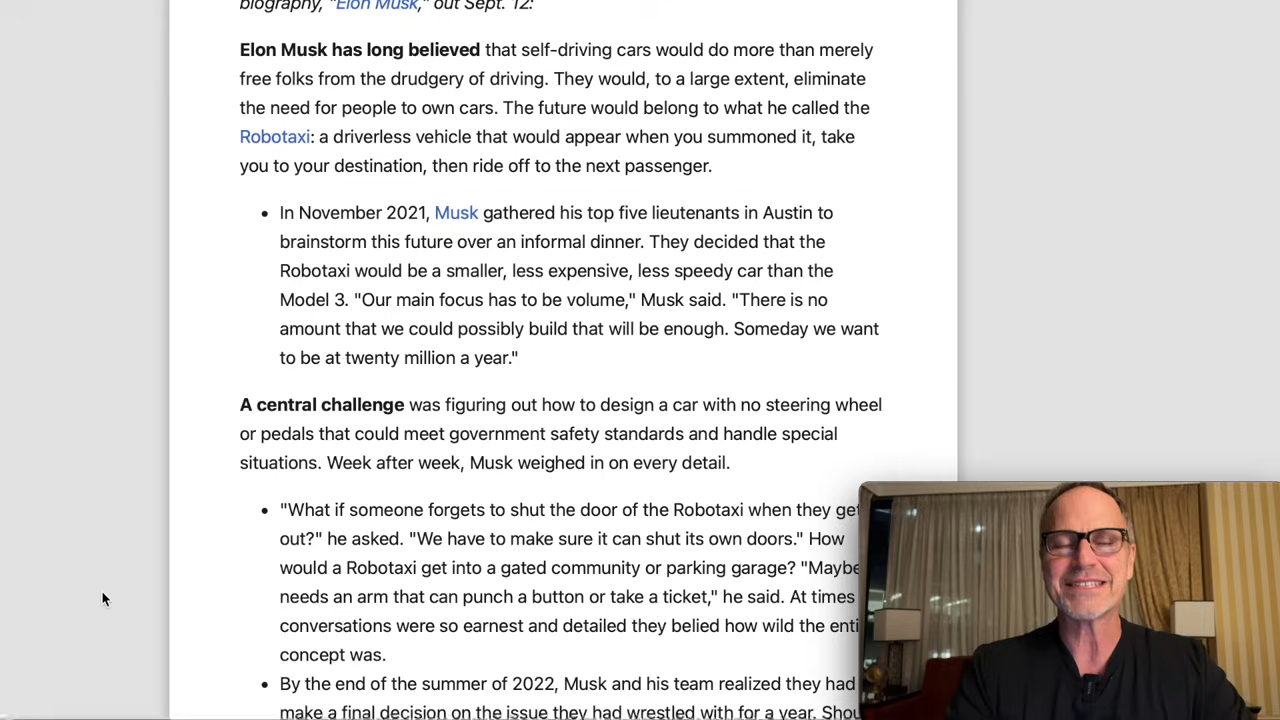 biography, "Elon Musk," out Sept. 12:
Elon Musk has long believed that self-driving cars would do more than merely
free folks from the drudgery of driving. They would, to a large extent, eliminate
the need for people to own cars. The future would belong to what he called the
Robotaxi: a driverless vehicle that would appear when you summoned it, take
you to your destination, then ride off to the next passenger.
• In November 2021, Musk gathered his top five lieutenants in Austin to
brainstorm this future over an informal dinner. They decided that the
Robotaxi would be a smaller, less expensive, less speedy car than the
Model 3. "Our main focus has to be volume," Musk said. "There is no
amount that we could possibly build that will be enough. Someday we want
to be at twenty million a year."
A central challenge was figuring out how to design a car with no steering wheel
or pedals that could meet government safety standards and handle special
situations. Week after week, Musk weighed in on every detail.
• "What if someone forgets to shut the door of the Robotaxi when they get
out?" he asked. "We have to make sure it can shut its own doors." How
would a Robotaxi get into a gated community or parking garage? "Maybe
needs an arm that can punch a button or take a ticket," he said. At times
conversations were so earnest and detailed they belied how wild the enti
concept was.
• By the end of the summer of 2022, Musk and his team realized they had
make a final decision on the issue they had wrestled with for a year. Shou